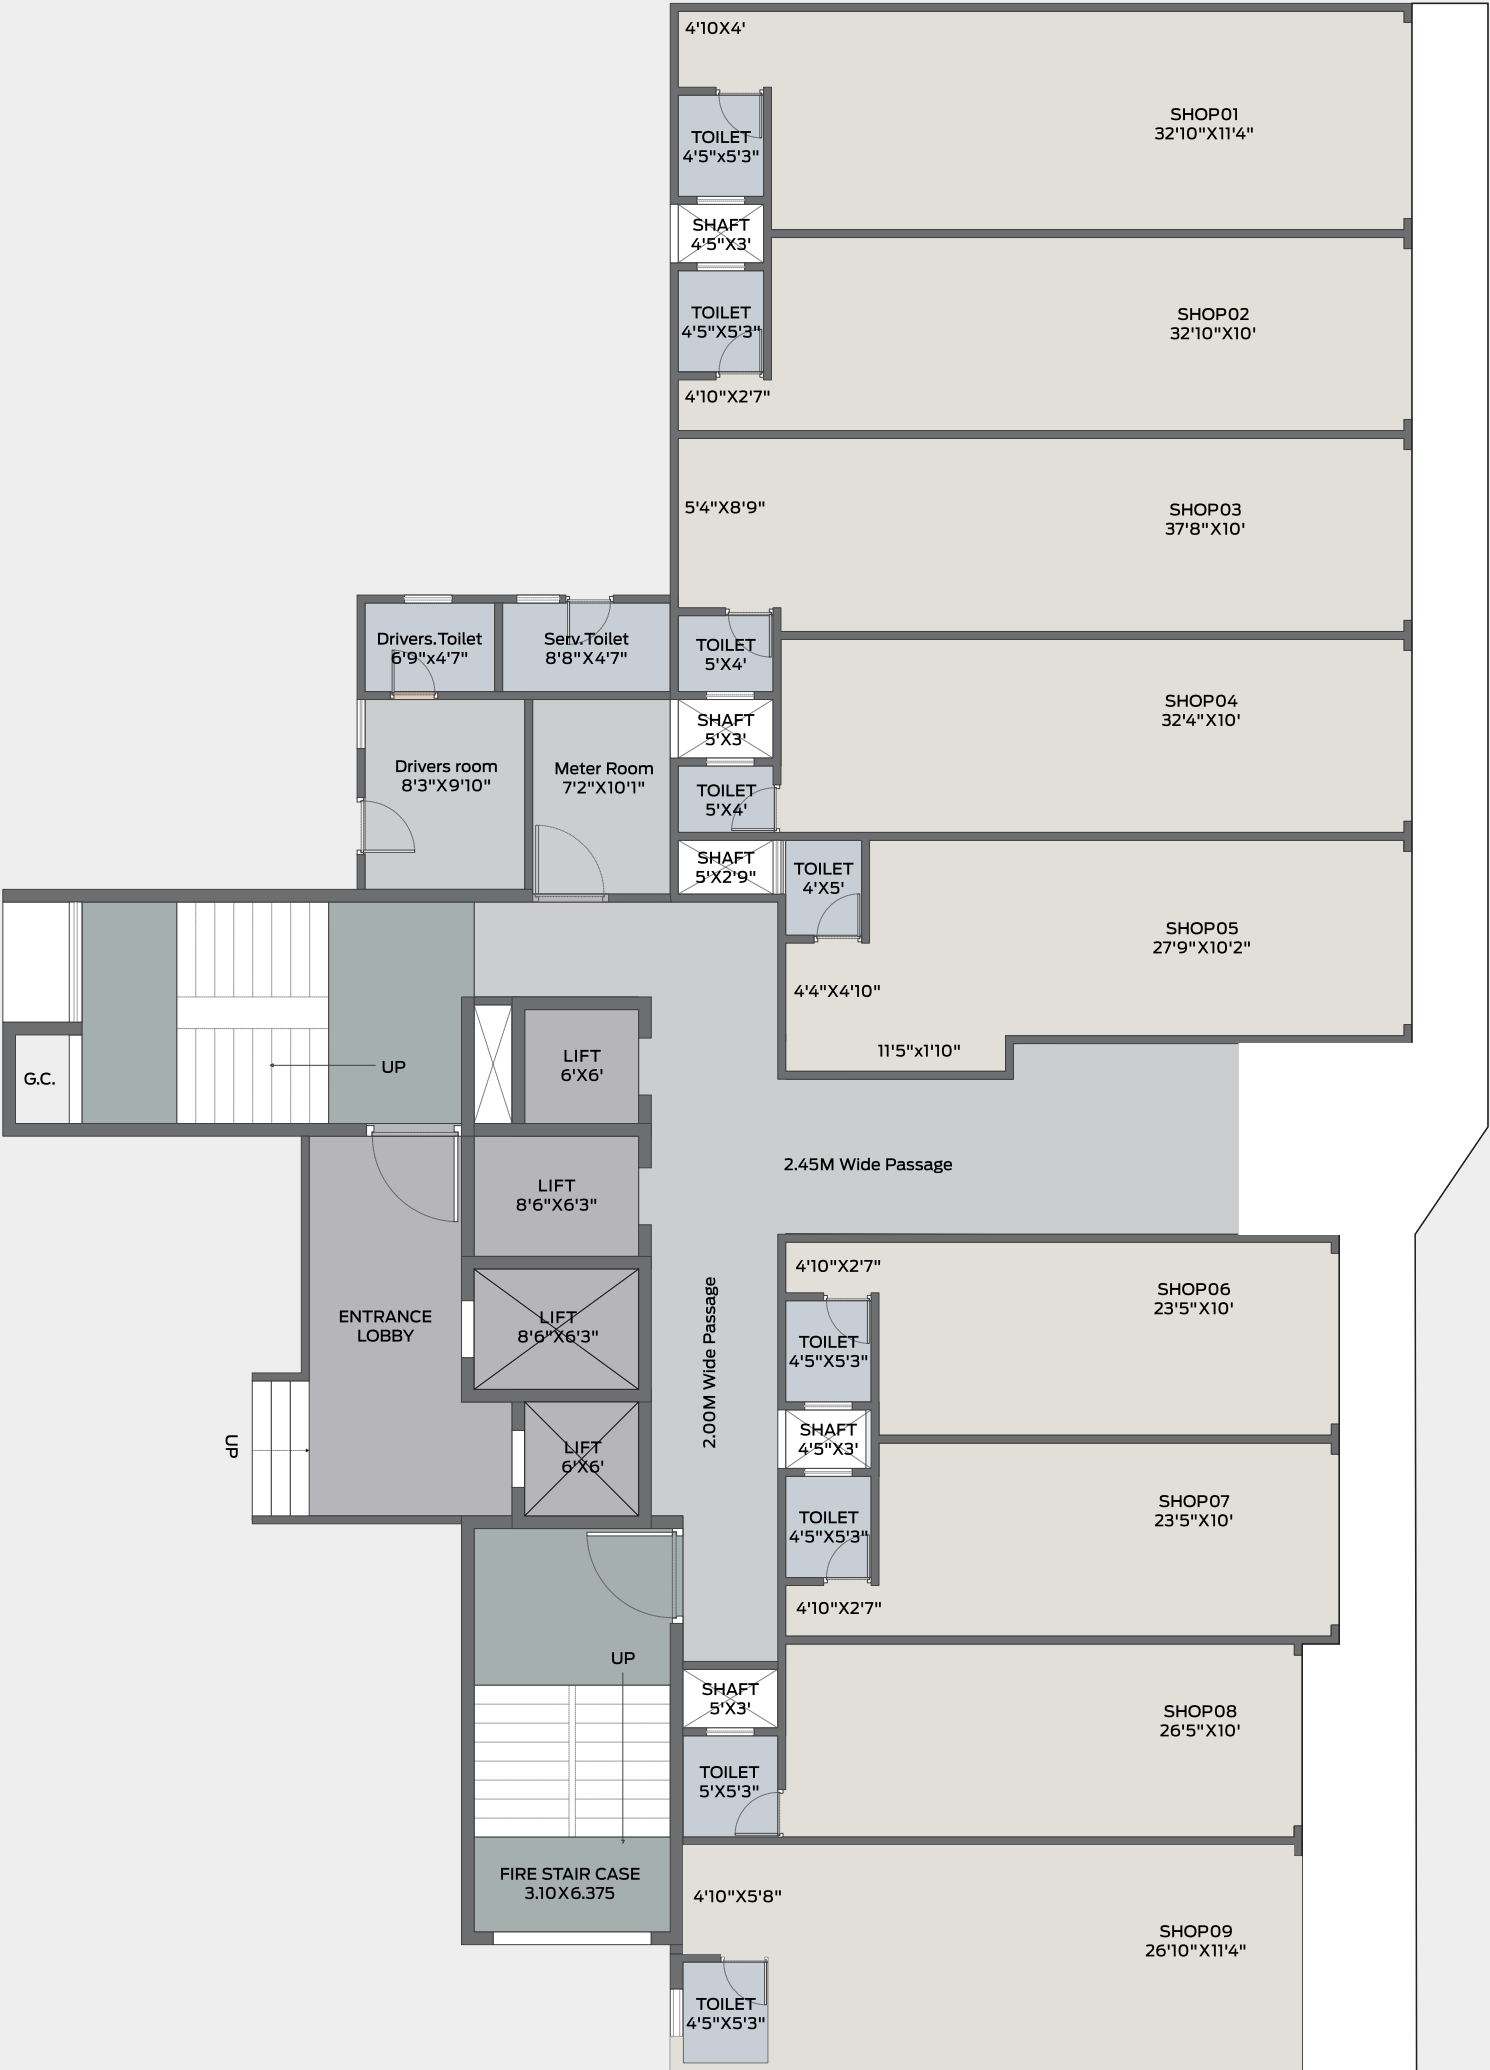 4'10X4'
SHOP01
32'10"X11'4"
TOILET
4'5"x5'3"
SHAFT
4'5"X3'
TOILET
4'5"X5'3"
SHOP02
32'10"X10'
4'10"X2'7"
5'4"X8'9"
SHOP03
37'8"X10'
Drivers.Toilet
6'9"x4'7"
Serv.Toilet
8'8"X4'7"
TOILET
5'X4'
SHAFT
5'X3'
SHOP04
32'4"X10'
Drivers room
8'3"X9'10"
Meter Room
7'2"X10'1"
TOILET
5'X4'
SHAFT
5'X2'9"
TOILET
4'X5'
SHOP05
27'9"X10'2"
4'4"X4'10"
11'5"x1'10"
G.C.
UP
LIFT
6'X6'
LIFT
8'6"X6'3"
2.45M Wide Passage
ENTRANCE
LOBBY
LIFT
8'6"X6'3"
2.00M Wide Passage
4'10"X2'7"
SHOP06
23'5"X10'
TOILET
4'5"X5'3"
UP
LIFT
6'X6'
SHAFT
4'5"X3'
TOILET
4'5"X5'3"
SHOP07
23'5"X10'
4'10"X2'7"
UP
SHAFT
5'X3'
SHOP08
26'5"X10'
TOILET
5'X5'3"
FIRE STAIR CASE
3.10X6.375
4'10"X5'8"
SHOP09
26'10"X11'4"
TOILET
4'5"X5'3"